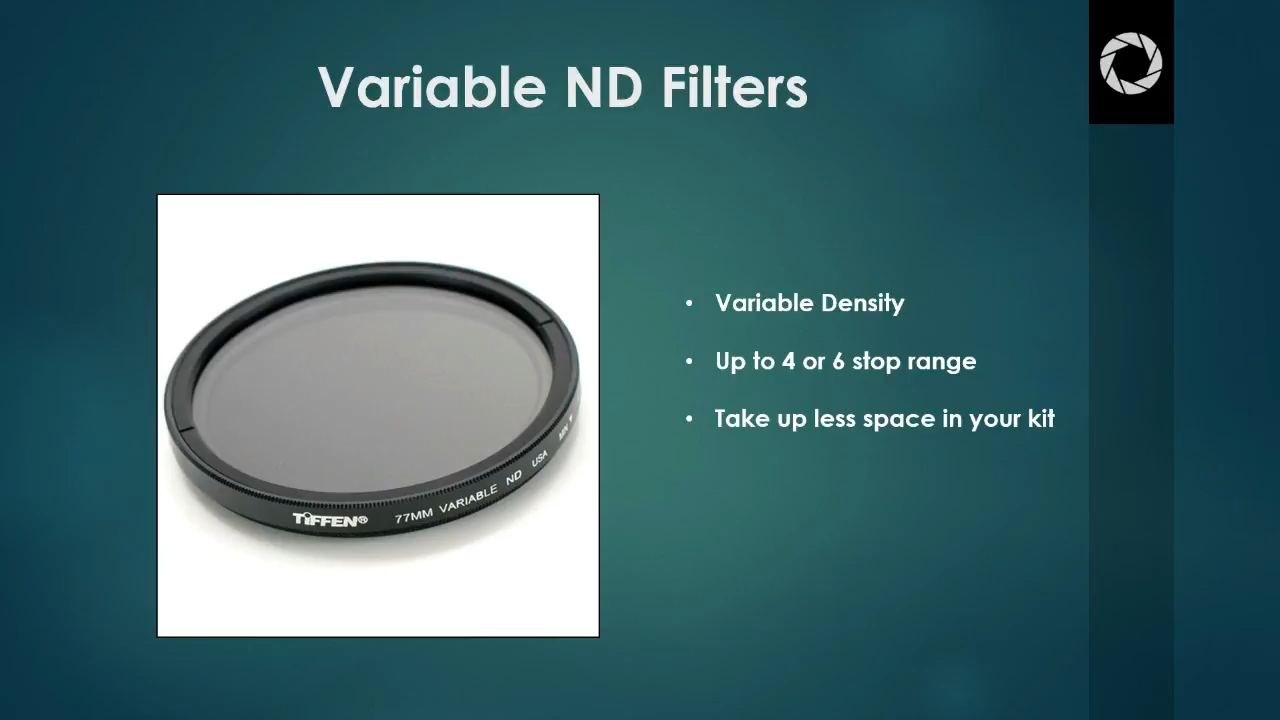 Variable ND Filters
• Variable Density
• Up to 4 or 6 stop range
• Take up less space in your kit
TIFFEN® 77MM VARIABLE ND USA